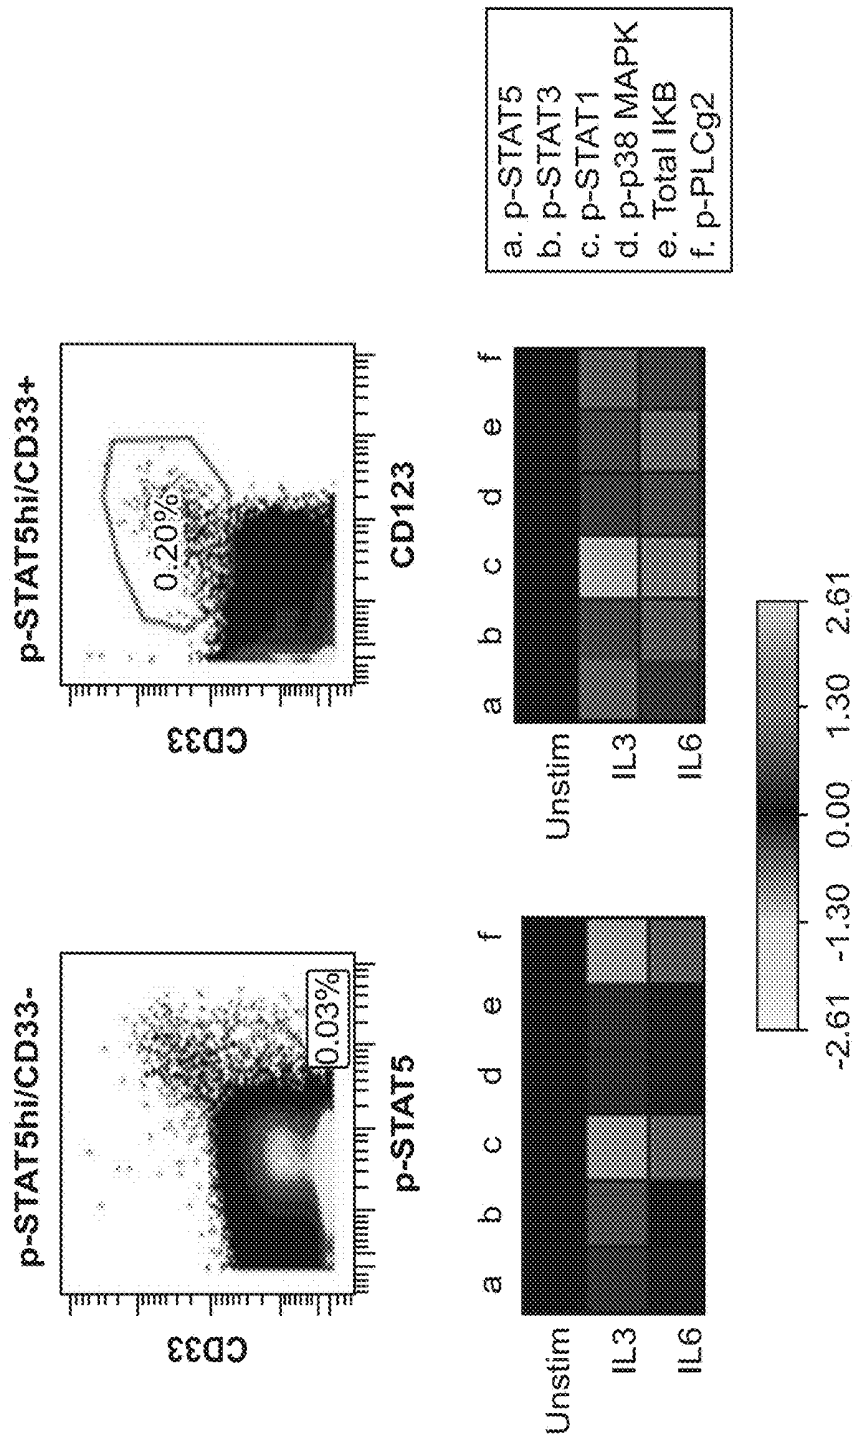 p-STAT5hi/CD33-
CD33
0.03%
p-STAT5
p-STAT5hi/CD33+
CD33
0.20%
CD123
a b c d e f
Unstim
IL3
IL6
a b c d e f
Unstim
IL3
IL6
a. p-STAT5
b. p-STAT3
c. p-STAT1
d. p-p38 MAPK
e. Total IKB
f. p-PLCg2
-2.61 -1.30 0.00 1.30 2.61